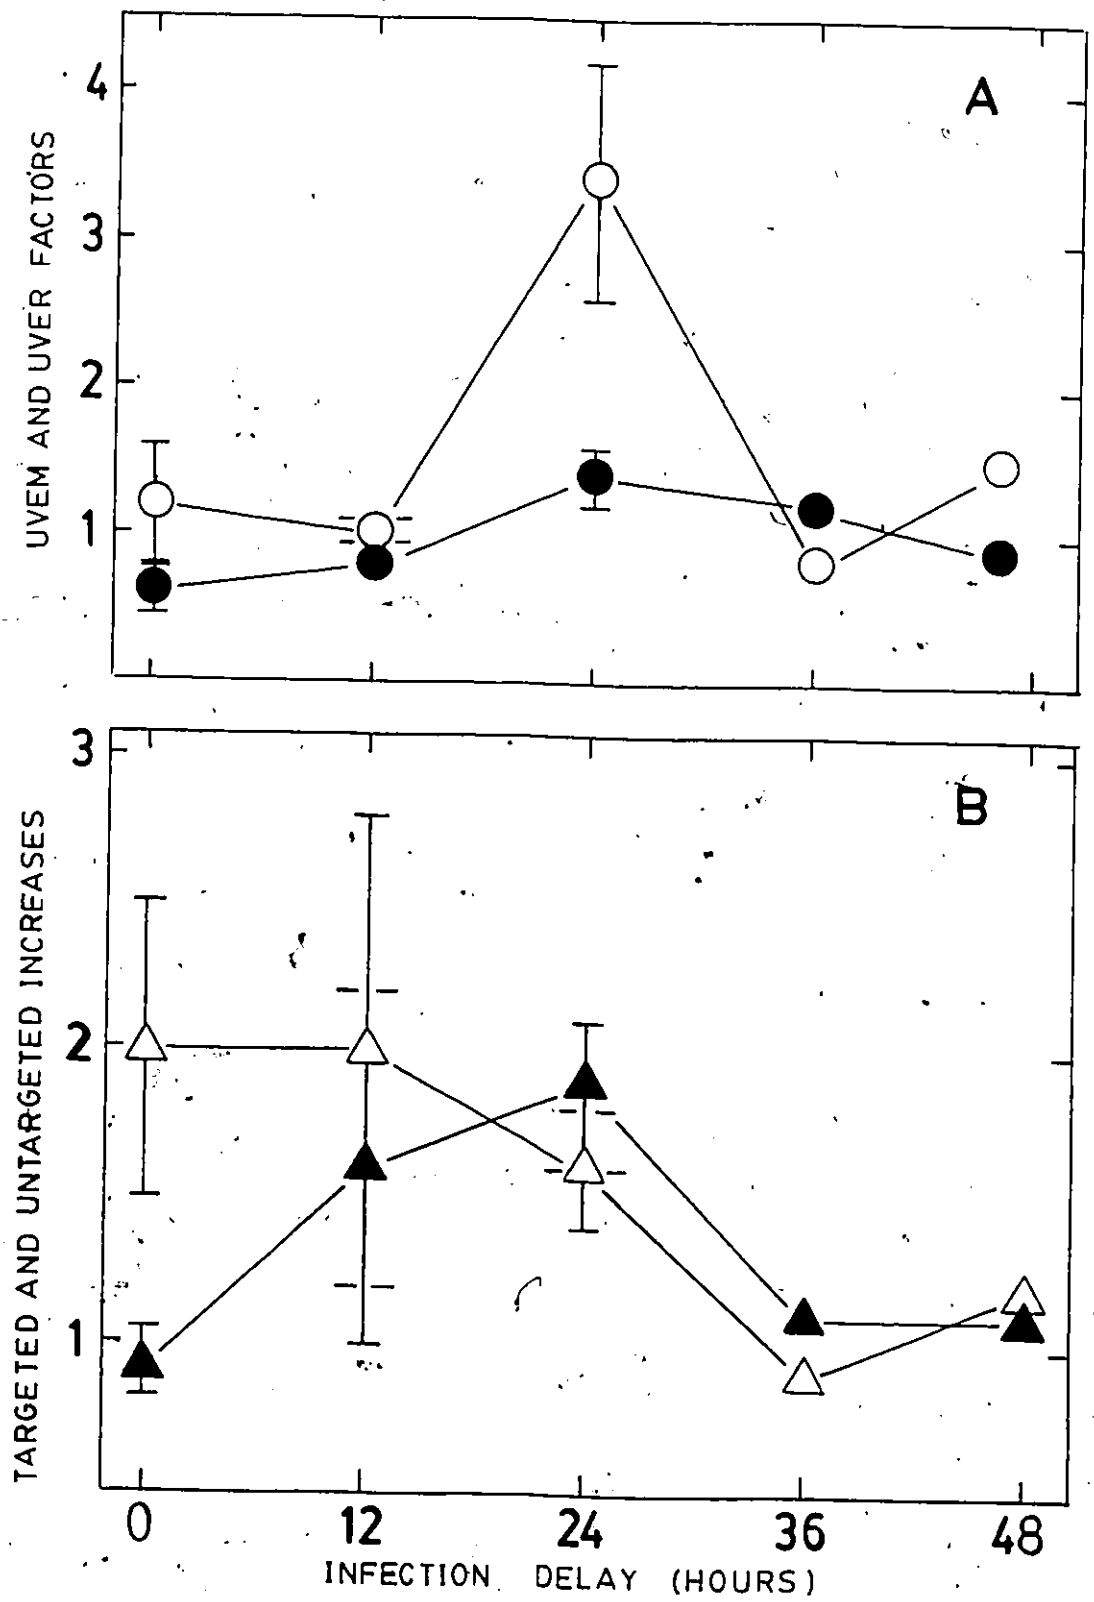 A
4
3
2
1
UVEM AND UVER FACTORS
B
3
2
1
TARGETED AND UNTARGETED INCREASES
0 12 24 36 48
INFECTION DELAY (HOURS)